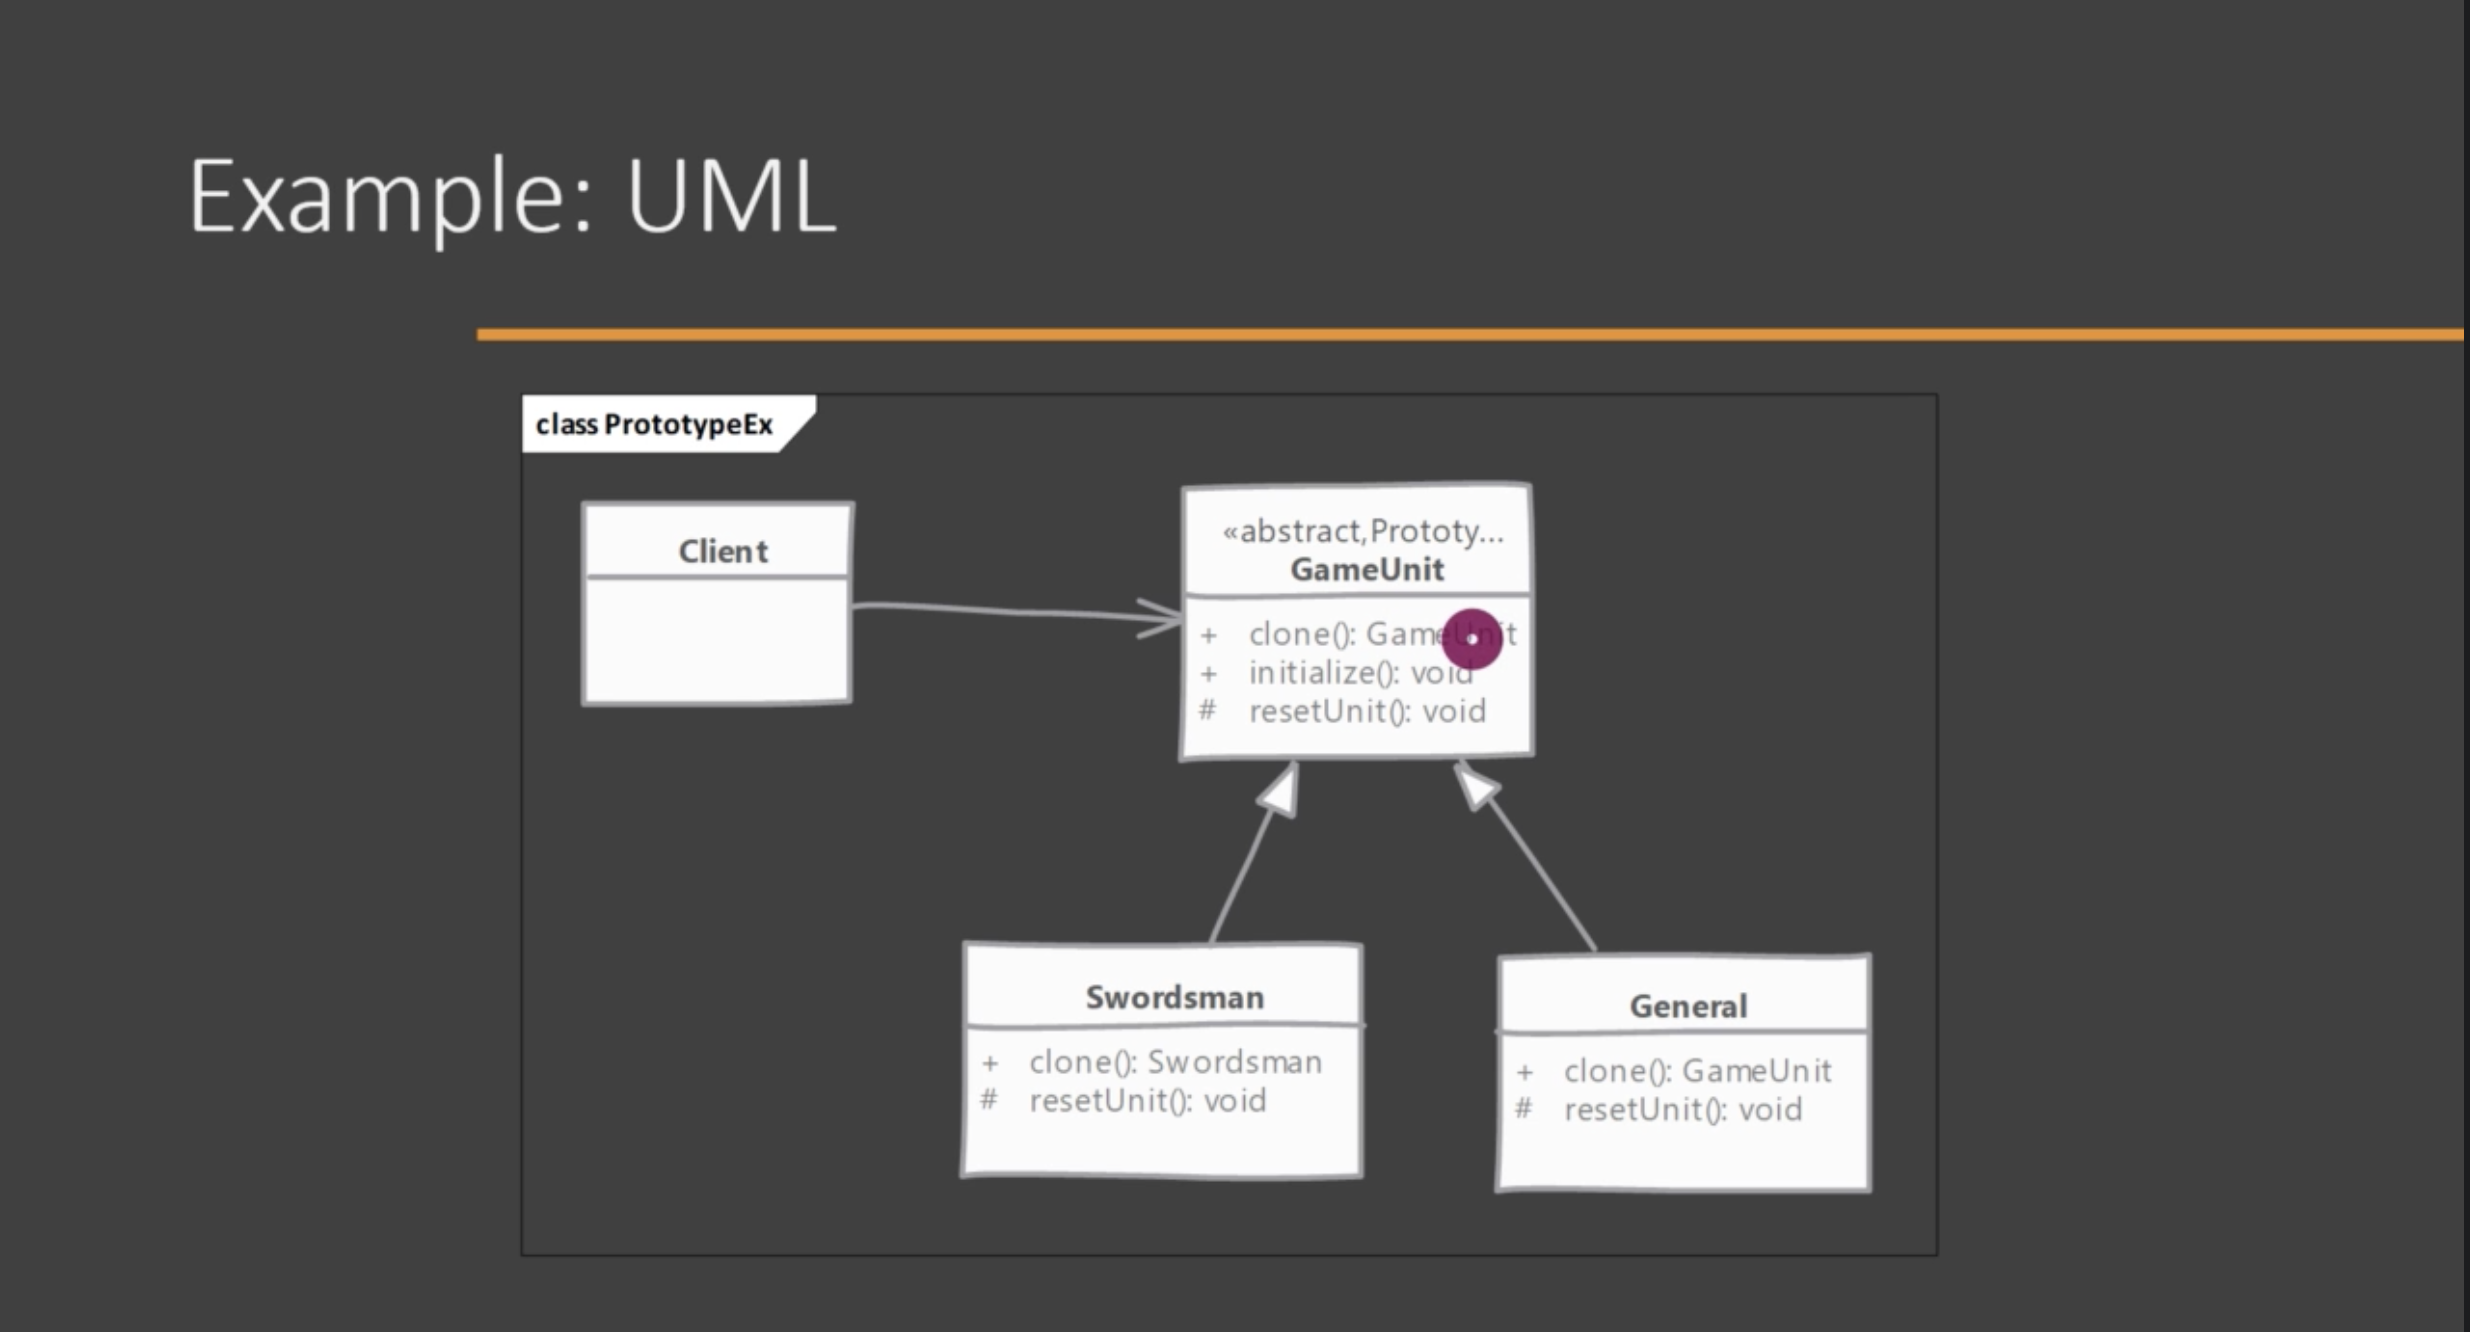 Example: UML
class PrototypeEx
Client
«abstract,Prototy...
GameUnit
+ clone(): GameUnit
+ initialize(): void
# resetUnit(): void
Swordsman
+ clone(): Swordsman
# resetUnit(): void
General
+ clone(): GameUnit
# resetUnit(): void